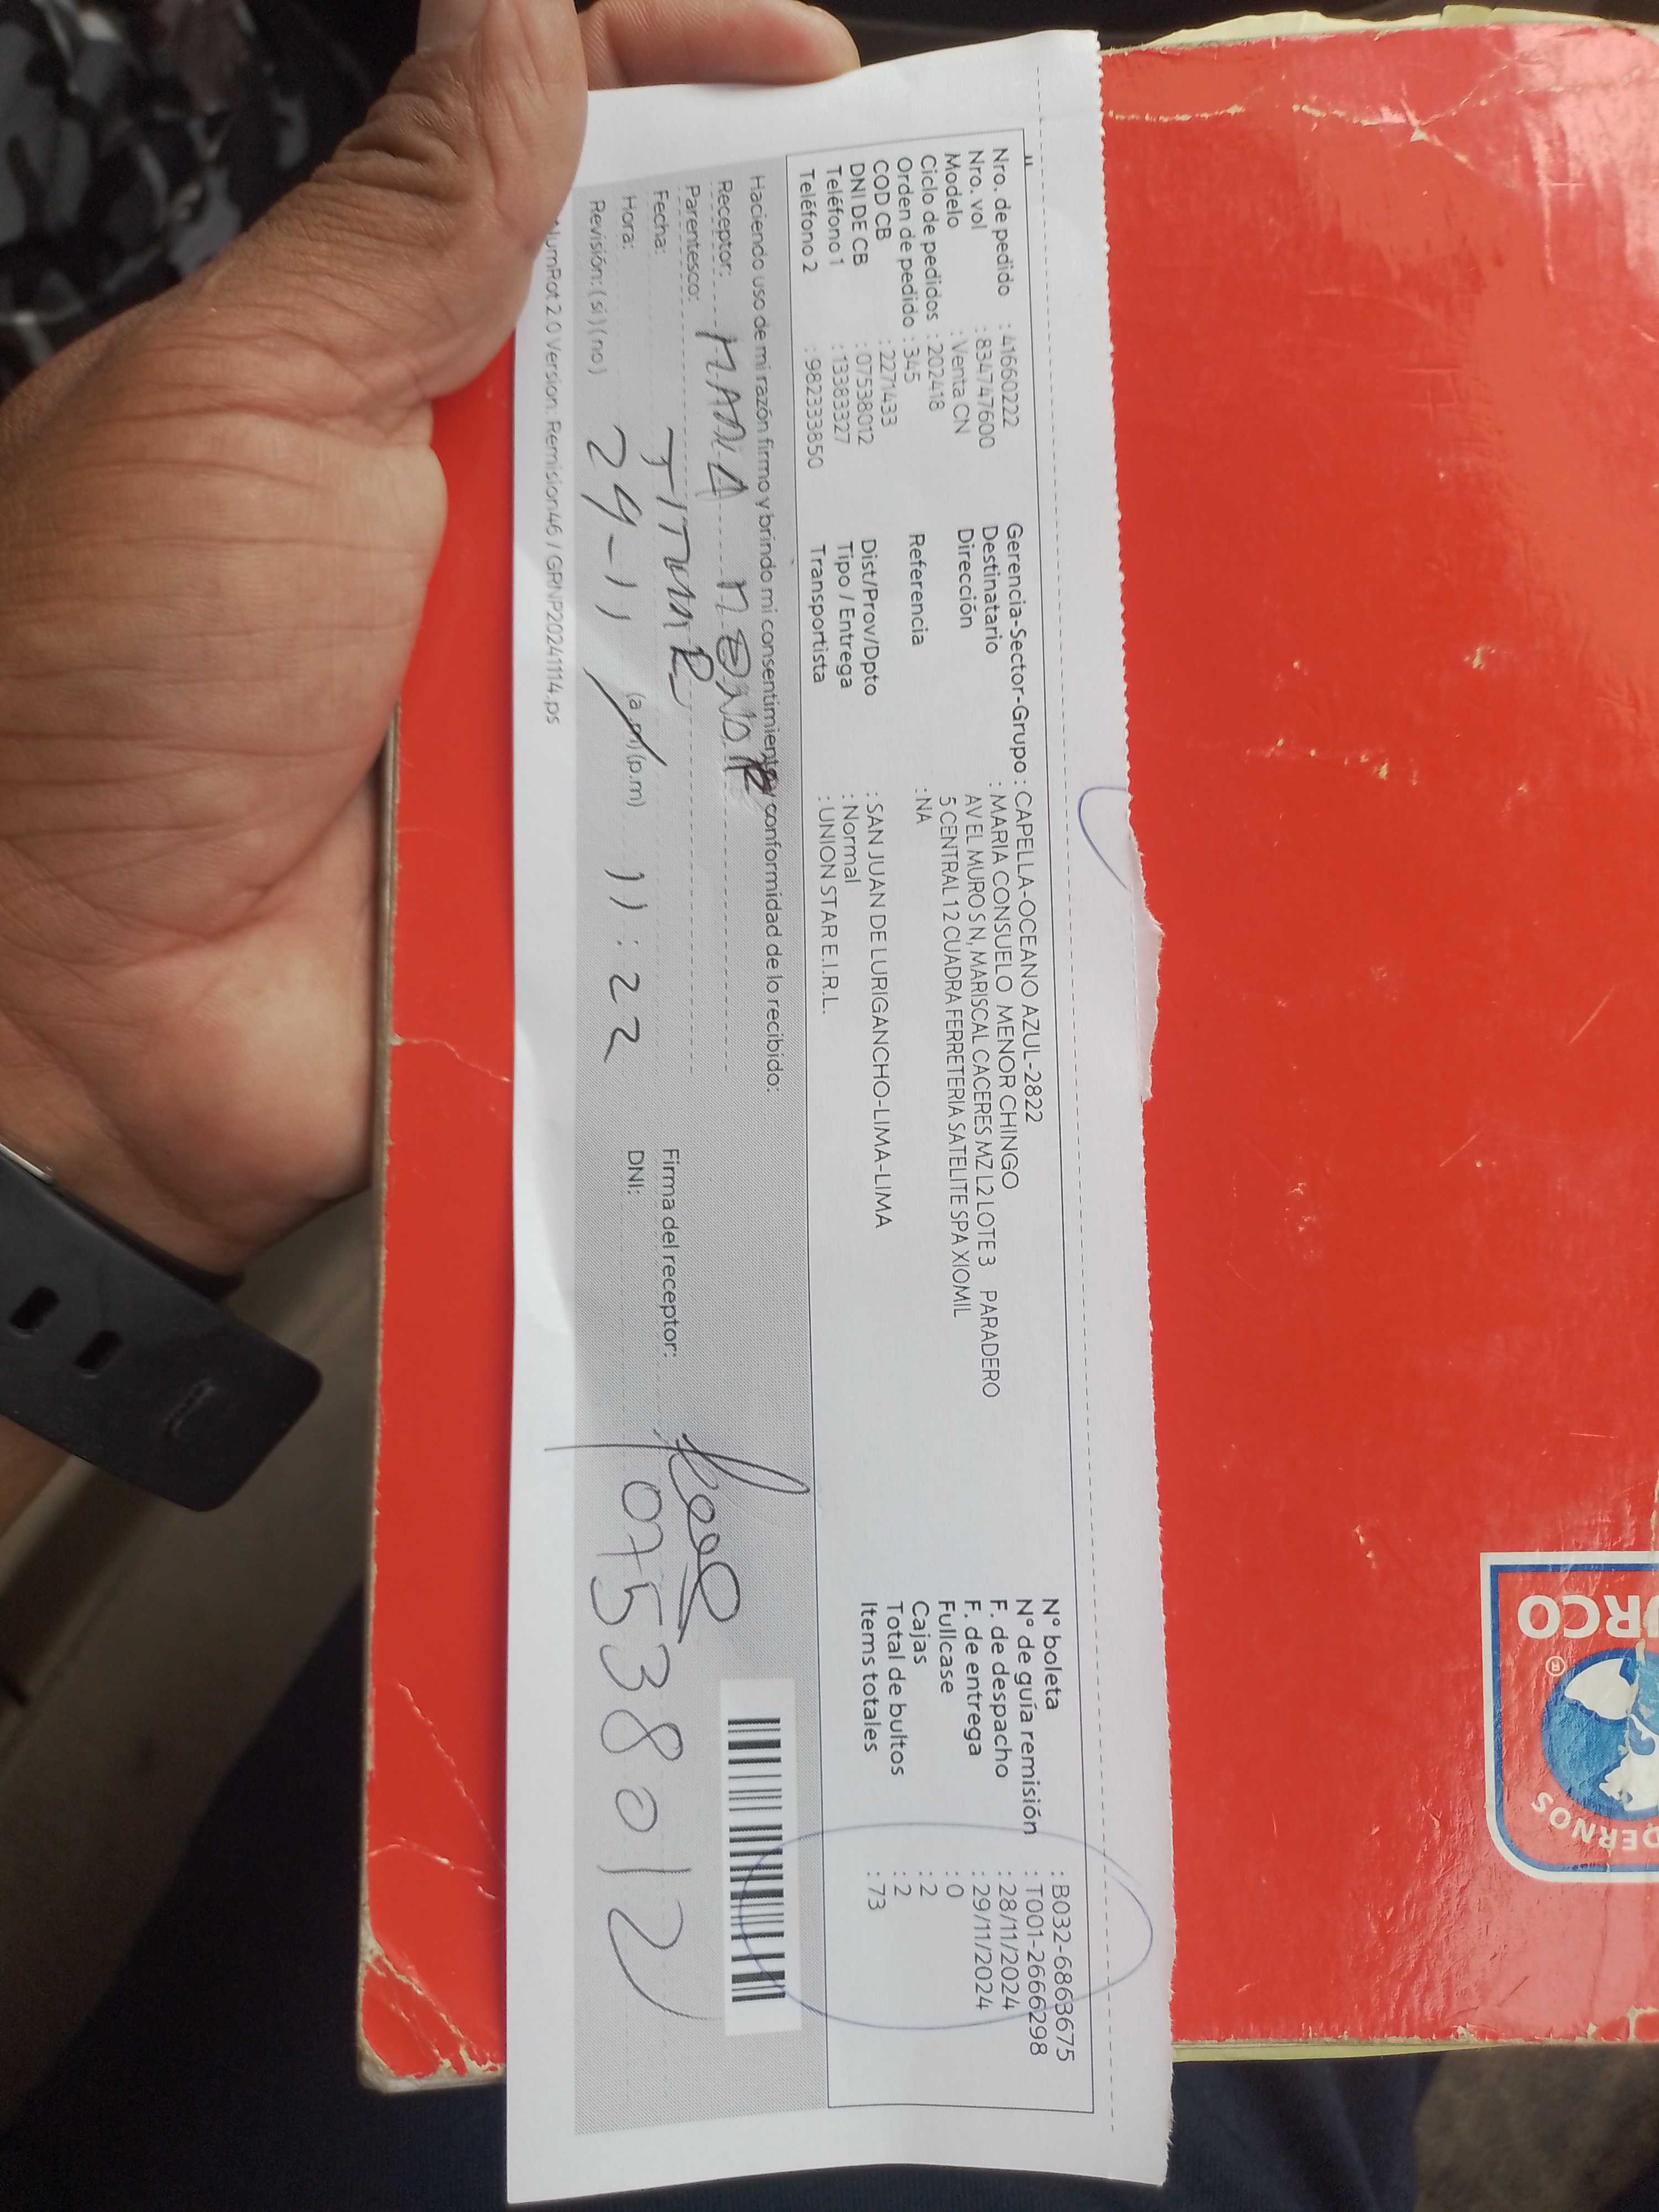 Nro. de pedido : 41660222
Nro. vol : 834747600
Modelo : Venta CN
Ciclo de pedidos : 202418
Orden de pedido : 345
COD CB : 2271433
DNI DE CB : 07538012
Teléfono 1 : 13383327
Teléfono 2 : 982333850
Gerencia-Sector-Grupo : CAPELLA-OCEANO AZUL-2822
Destinatario : MARIA CONSUELO MENOR CHINGO
Dirección AV EL MURO S N, MARISCAL CACERES MZ L2 LOTE 3 PARADERO
5 CENTRAL 12 CUADRA FERRETERIA SATELITE SPA XIOMIL
Referencia : NA
Dist/Prov/Dpto : SAN JUAN DE LURIGANCHO-LIMA-LIMA
Tipo / Entrega : Normal
Transportista : UNION STAR E.I.R.L.
N° boleta : B032-6863675
N° de guía remisión : T001-2666298
F. de despacho : 28/11/2024
F. de entrega : 29/11/2024
Fullcase : 0
Cajas : 2
Total de bultos : 2
Items totales : 73
Haciendo uso de mi razón firmo y brindo mi consentimiento y conformidad de lo recibido:
Receptor: MENOR
Parentesco: TITULAR
Fecha: 29-11
Hora: (a.m) (p.m) 11:22
Revisión: ( si ) ( no )
Firma del receptor:
DNI: 07538012
NumRot 2.0 Version: Remision46 / GRNP20241114.ps
®